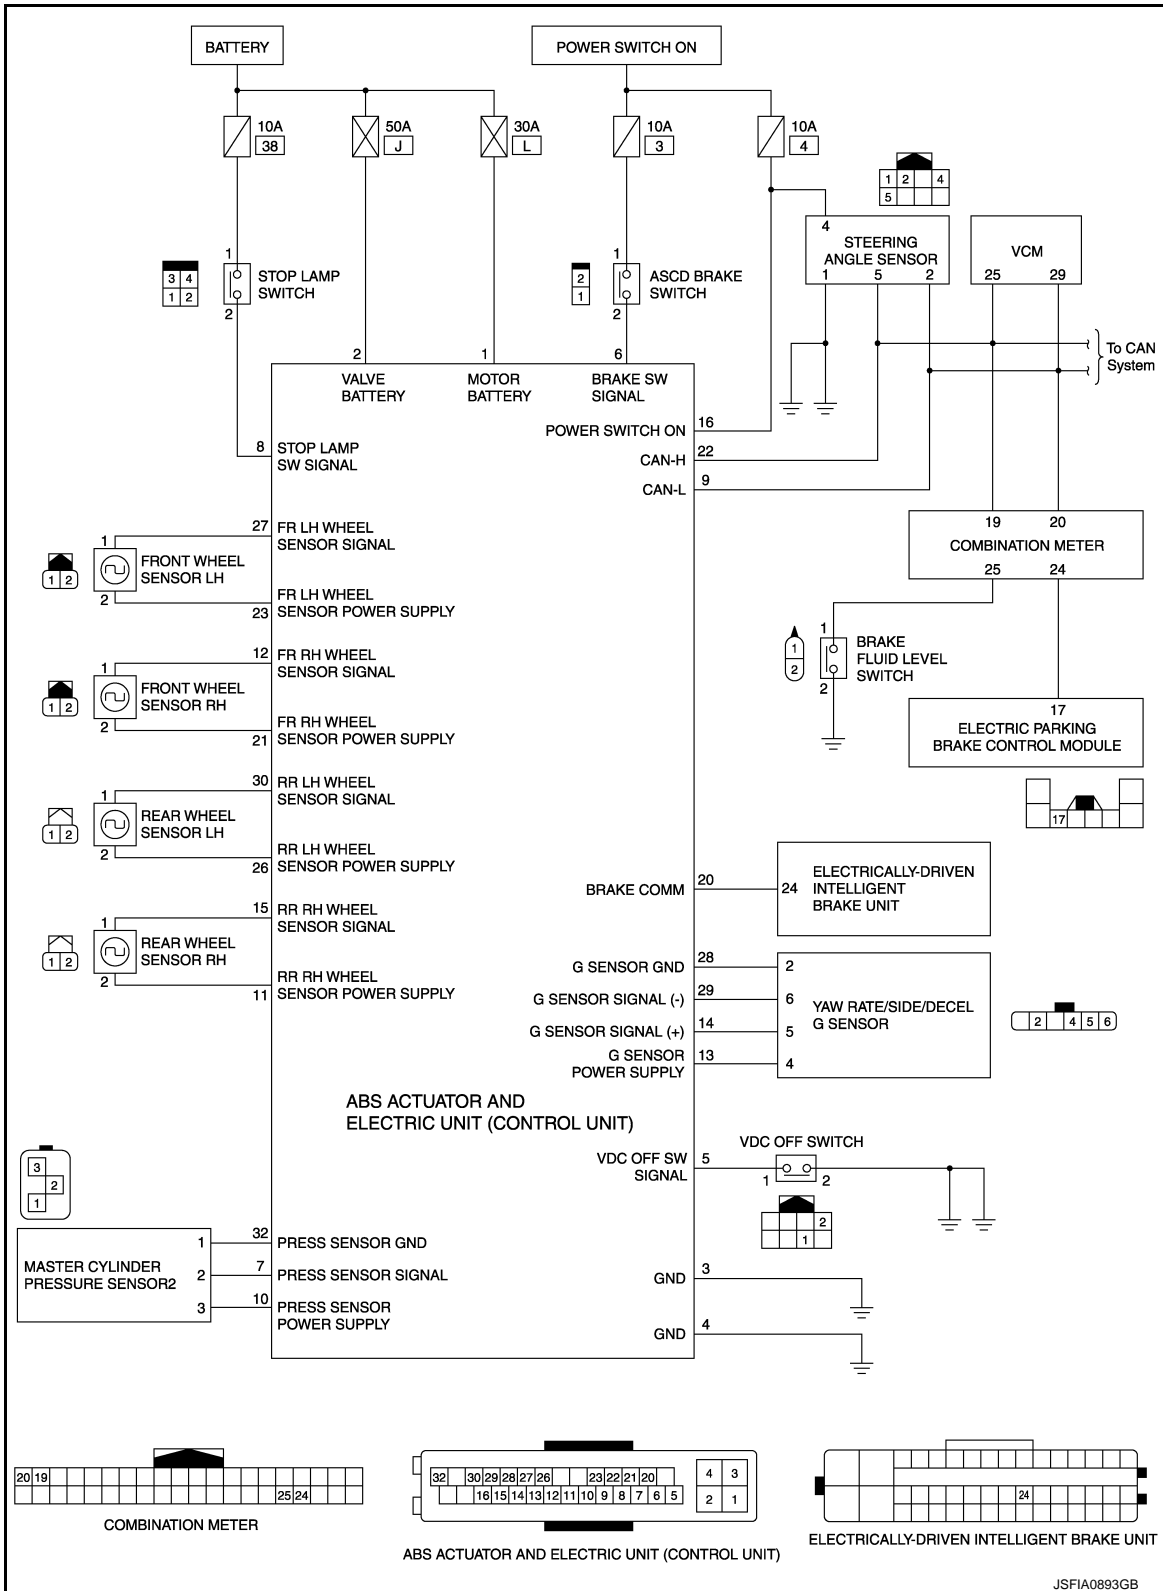 BATTERY
POWER SWITCH ON
10A
38
50A
J
30A
L
10A
3
10A
4
1 2 4
5
4
STEERING
ANGLE SENSOR
1 5 2
VCM
25 29
3 4
1 2
1
STOP LAMP
SWITCH
2
2
1
1
ASCD BRAKE
SWITCH
2
To CAN
System
2
VALVE
BATTERY
1
MOTOR
BATTERY
6
BRAKE SW
SIGNAL
POWER SWITCH ON
16
CAN-H
22
CAN-L
9
8
STOP LAMP
SW SIGNAL
19 20
COMBINATION METER
25 24
1 2
1
FRONT WHEEL
SENSOR LH
2
27
FR LH WHEEL
SENSOR SIGNAL
FR LH WHEEL
SENSOR POWER SUPPLY
23
1
2
1
BRAKE
FLUID LEVEL
SWITCH
2
1 2
1
FRONT WHEEL
SENSOR RH
2
12
FR RH WHEEL
SENSOR SIGNAL
FR RH WHEEL
SENSOR POWER SUPPLY
21
17
ELECTRIC PARKING
BRAKE CONTROL MODULE
17
1 2
1
REAR WHEEL
SENSOR LH
2
30
RR LH WHEEL
SENSOR SIGNAL
RR LH WHEEL
SENSOR POWER SUPPLY
26
BRAKE COMM
20
24
ELECTRICALLY-DRIVEN
INTELLIGENT
BRAKE UNIT
1 2
1
REAR WHEEL
SENSOR RH
2
15
RR RH WHEEL
SENSOR SIGNAL
RR RH WHEEL
SENSOR POWER SUPPLY
11
G SENSOR GND
28
2
G SENSOR SIGNAL (-)
29
6
G SENSOR SIGNAL (+)
14
5
G SENSOR
POWER SUPPLY
13
4
YAW RATE/SIDE/DECEL
G SENSOR
2 4 5 6
ABS ACTUATOR AND
ELECTRIC UNIT (CONTROL UNIT)
VDC OFF SW
SIGNAL
5
VDC OFF SWITCH
1 2
2
1
3
2
1
MASTER CYLINDER
PRESSURE SENSOR2
1
2
3
32
PRESS SENSOR GND
7
PRESS SENSOR SIGNAL
10
PRESS SENSOR
POWER SUPPLY
GND
3
GND
4
20 19
25 24
COMBINATION METER
32 30 29 28 27 26 23 22 21 20
16 15 14 13 12 11 10 9 8 7 6 5
4 3
2 1
ABS ACTUATOR AND ELECTRIC UNIT (CONTROL UNIT)
24
ELECTRICALLY-DRIVEN INTELLIGENT BRAKE UNIT
JSFIA0893GB